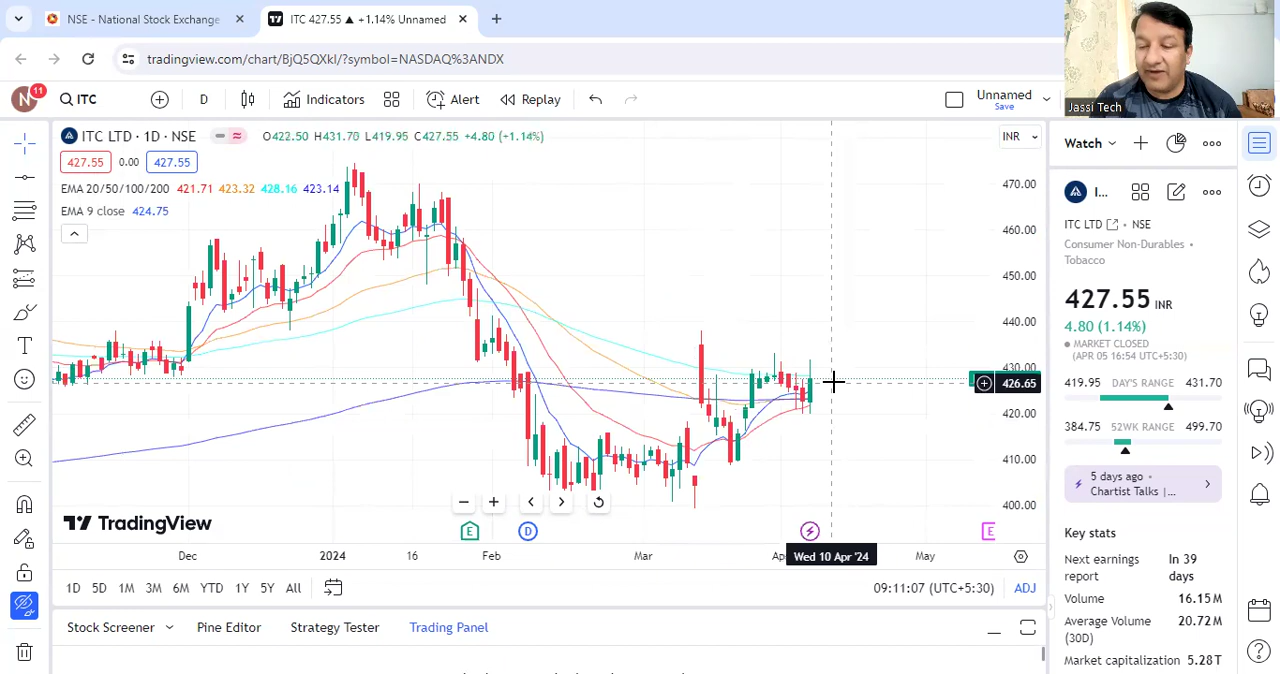 NSE - National Stock Exchange
ITC 427.55 ▲ +1.14% Unnamed
tradingview.com/chart/BjQ5QXkI/?symbol=NASDAQ%3ANDX
Jassi Tech
N
11
ITC
D
Indicators
Alert
Replay
Unnamed
Save
ITC LTD · 1D · NSE
O422.50 H431.70 L419.95 C427.55 +4.80 (+1.14%)
INR
427.55
0.00
427.55
EMA 20/50/100/200 421.71 423.32 428.16 423.14
EMA 9 close 424.75
470.00
460.00
450.00
440.00
430.00
426.65
420.00
410.00
400.00
TradingView
E
D
E
Dec
2024
16
Feb
Mar
Wed 10 Apr '24
May
1D
5D
1M
3M
6M
YTD
1Y
5Y
All
09:11:07 (UTC+5:30)
ADJ
Stock Screener
Pine Editor
Strategy Tester
Trading Panel
Watch
I...
ITC LTD
• NSE
Consumer Non-Durables •
Tobacco
427.55 INR
4.80 (1.14%)
MARKET CLOSED
(APR 05 16:54 UTC+5:30)
419.95 DAY'S RANGE 431.70
384.75 52WK RANGE 499.70
5 days ago •
Chartist Talks |...
Key stats
Next earnings report
In 39 days
Volume
16.15M
Average Volume (30D)
20.72M
Market capitalization
5.28T